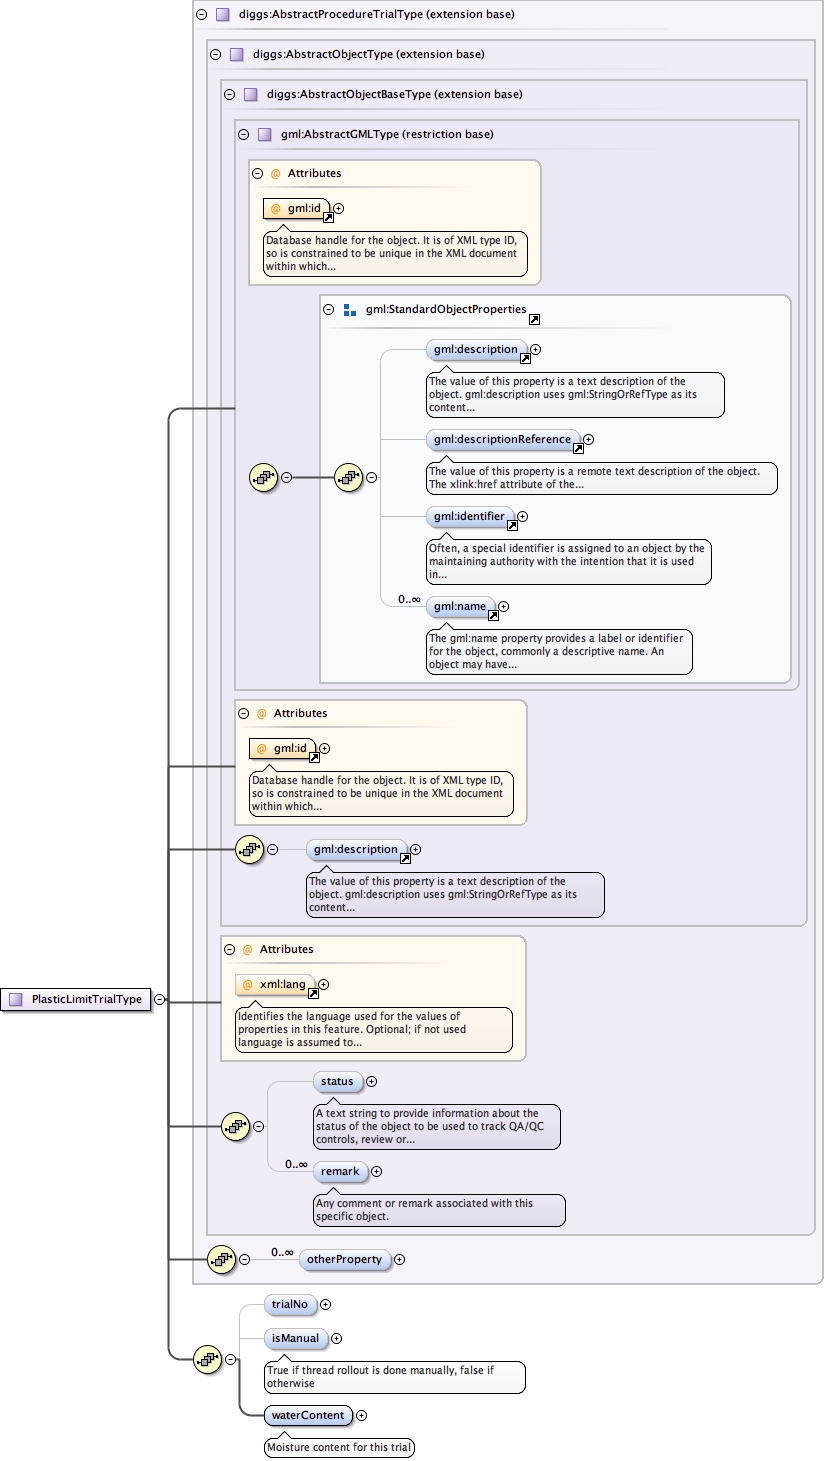 diggs:AbstractProcedureTrialType (extension base)
diggs:AbstractObjectType (extension base)
diggs:AbstractObjectBaseType (extension base)
gml:AbstractGMLType (restriction base)
@ Attributes
@ gml:id
Database handle for the object. It is of XML type ID,
so is constrained to be unique in the XML document
within which...
gml:StandardObjectProperties
gml:description
The value of this property is a text description of the
object. gml:description uses gml:StringOrRefType as its
content...
gml:descriptionReference
The value of this property is a remote text description of the object.
The xlink:href attribute of the...
gml:identifier
Often, a special identifier is assigned to an object by the
maintaining authority with the intention that it is used
in...
0..∞
gml:name
The gml:name property provides a label or identifier
for the object, commonly a descriptive name. An
object may have...
@ Attributes
@ gml:id
Database handle for the object. It is of XML type ID,
so is constrained to be unique in the XML document
within which...
gml:description
The value of this property is a text description of the
object. gml:description uses gml:StringOrRefType as its
content...
@ Attributes
@ xml:lang
PlasticLimitTrialType
Identifies the language used for the values of
properties in this feature. Optional; if not used
language is assumed to...
status
A text string to provide information about the
status of the object to be used to track QA/QC
controls, review or...
0..∞
remark
Any comment or remark associated with this
specific object.
0..∞
otherProperty
trialNo
isManual
True if thread rollout is done manually, false if
otherwise
waterContent
Moisture content for this trial